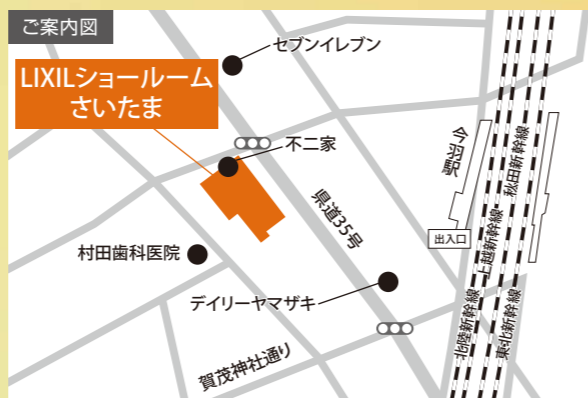 ご案内図
セブンイレブン
LIXILショールーム
さいたま
不二家
今羽駅
県道35号
出入口
村田歯科医院
デイリーヤマザキ
賀茂神社通り
北陸新幹線
上越新幹線
秋田新幹線
東北新幹線